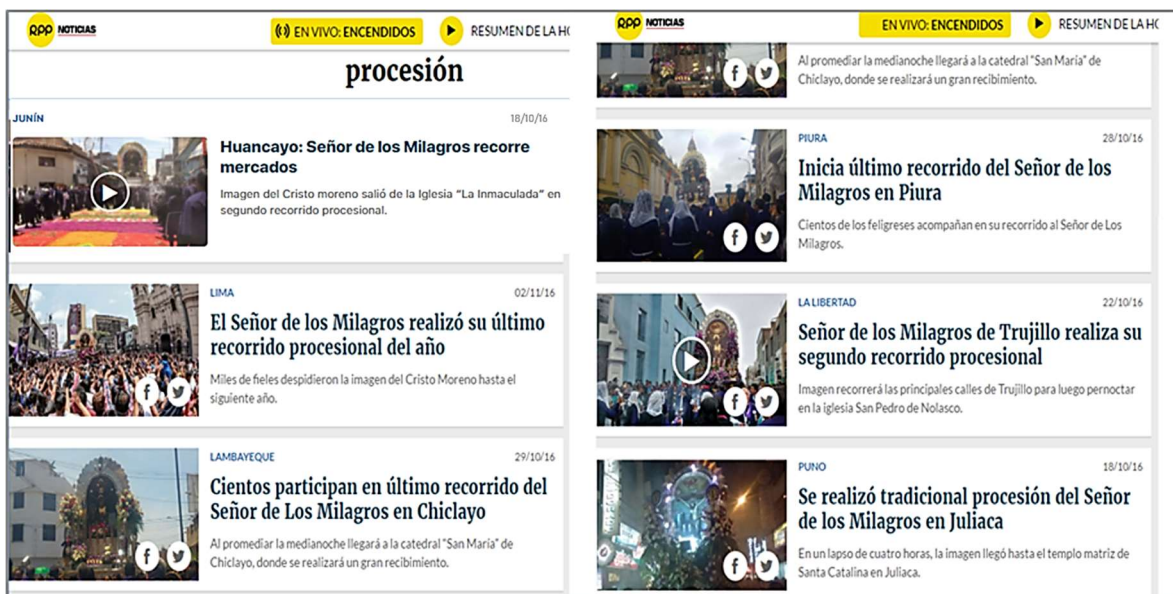 RPP NOTICIAS
EN VIVO: ENCENDIDOS
RESUMEN DE LA HO
procesión
JUNÍN
18/10/16
Huancayo: Señor de los Milagros recorre
mercados
Imagen del Cristo moreno salió de la Iglesia “La Inmaculada” en
segundo recorrido procesional.
LIMA
02/11/16
El Señor de los Milagros realizó su último
recorrido procesional del año
Miles de fieles despidieron la imagen del Cristo Moreno hasta el
siguiente año.
LAMBAYEQUE
29/10/16
Cientos participan en último recorrido del
Señor de Los Milagros en Chiclayo
Al promediar la medianoche llegará a la catedral "San María" de
Chiclayo, donde se realizará un gran recibimiento.
RPP NOTICIAS
EN VIVO: ENCENDIDOS
RESUMEN DE LA HO
Al promediar la medianoche llegará a la catedral "San María" de
Chiclayo, donde se realizará un gran recibimiento.
PIURA
28/10/16
Inicia último recorrido del Señor de los
Milagros en Piura
Cientos de los feligreses acompañan en su recorrido al Señor de Los
Milagros.
LA LIBERTAD
22/10/16
Señor de los Milagros de Trujillo realiza su
segundo recorrido procesional
Imagen recorrerá las principales calles de Trujillo para luego pernoctar
en la iglesia San Pedro de Nolasco.
PUNO
18/10/16
Se realizó tradicional procesión del Señor
de los Milagros en Juliaca
En un lapso de cuatro horas, la imagen llegó hasta el templo matriz de
Santa Catalina en Juliaca.